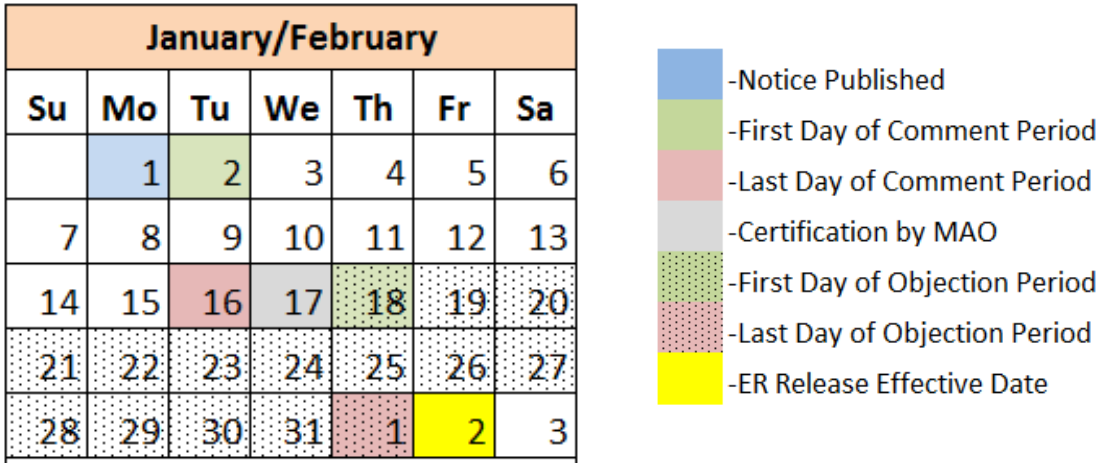 January/February
Su Mo Tu We Th Fr Sa
1 2 3 4 5 6
7 8 9 10 11 12 13
14 15 16 17 18 19 20
21 22 23 24 25 26 27
28 29 30 31 1 2 3
-Notice Published
-First Day of Comment Period
-Last Day of Comment Period
-Certification by MAO
-First Day of Objection Period
-Last Day of Objection Period
-ER Release Effective Date